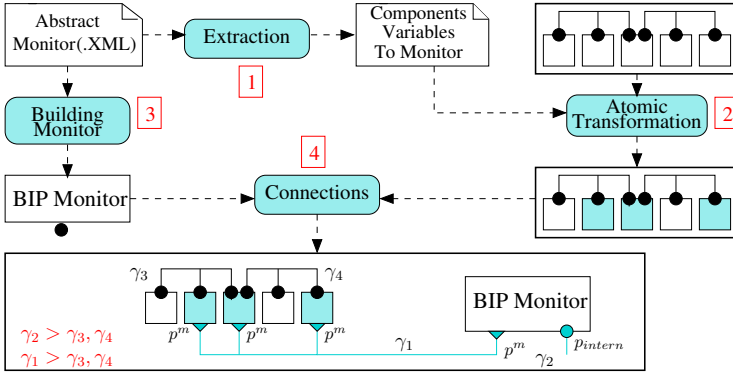 Abstract
Monitor(.XML)
Extraction
1
Components
Variables
To Monitor
Building
Monitor
3
Atomic
Transformation
2
4
BIP Monitor
Connections
γ3
γ4
BIP Monitor
p^m
p^m
p^m
γ1
p^m
p_intern
γ2
γ2 > γ3, γ4
γ1 > γ3, γ4